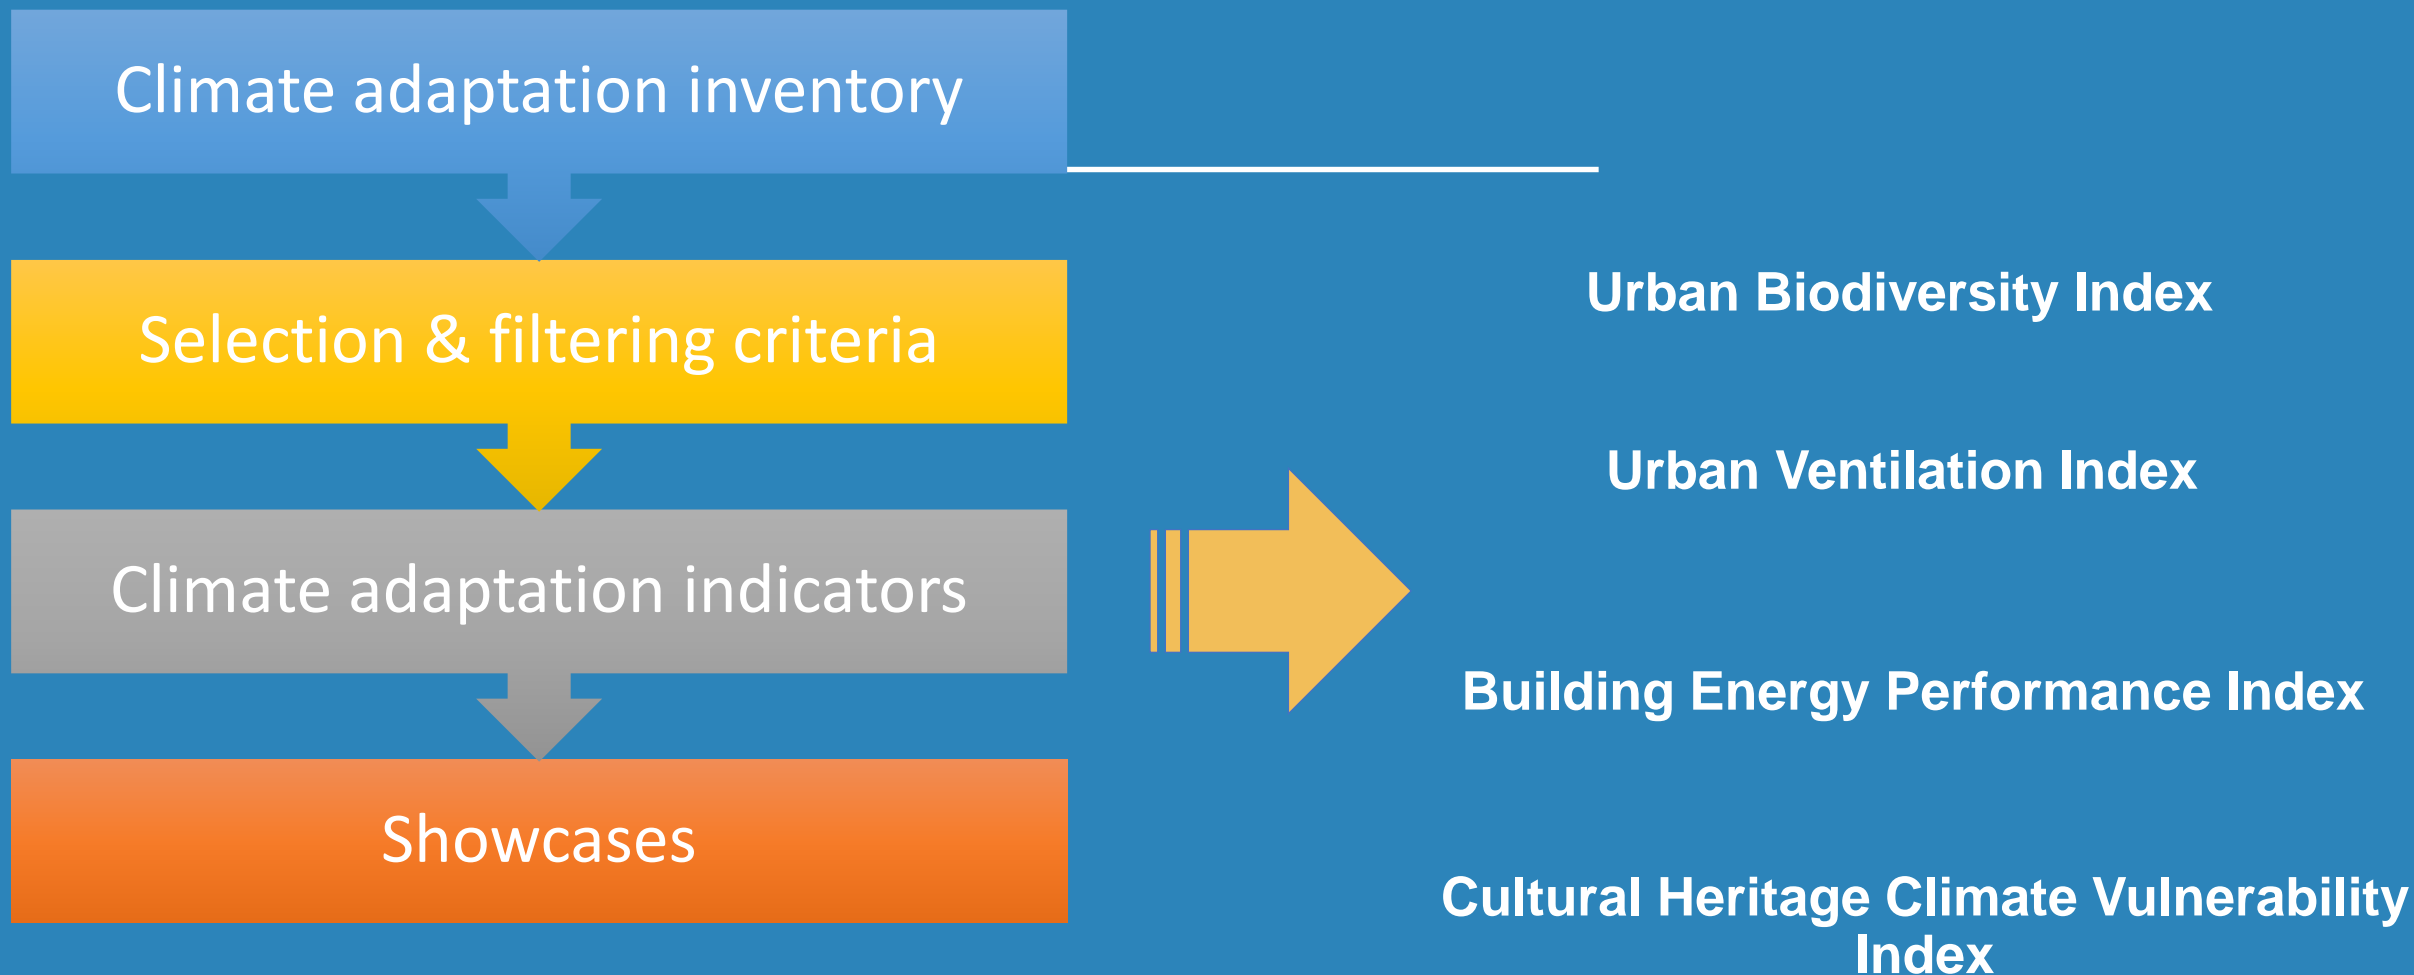 Climate adaptation inventory
Selection & filtering criteria
Climate adaptation indicators
Showcases
Urban Biodiversity Index
Urban Ventilation Index
Building Energy Performance Index
Cultural Heritage Climate Vulnerability
Index